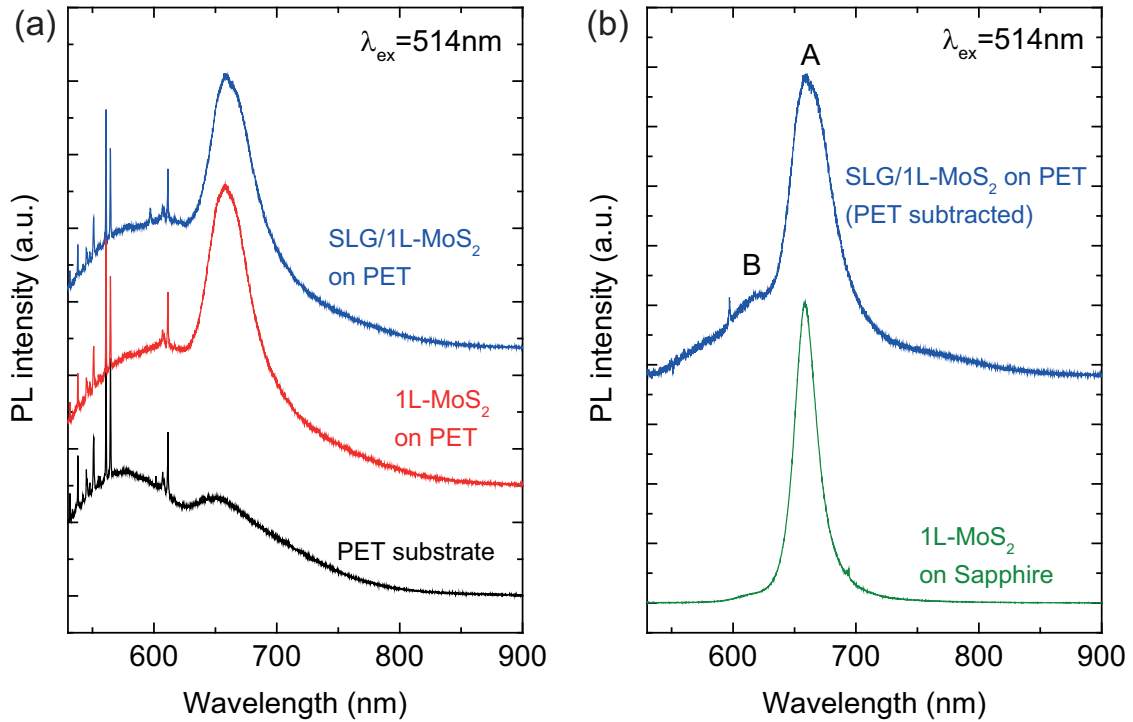 (a)
λex=514nm
SLG/1L-MoS2
on PET
1L-MoS2
on PET
PET substrate
PL intensity (a.u.)
600 700 800 900
Wavelength (nm)
(b)
λex=514nm
A
B
SLG/1L-MoS2 on PET
(PET subtracted)
1L-MoS2
on Sapphire
PL intensity (a.u.)
600 700 800 900
Wavelength (nm)